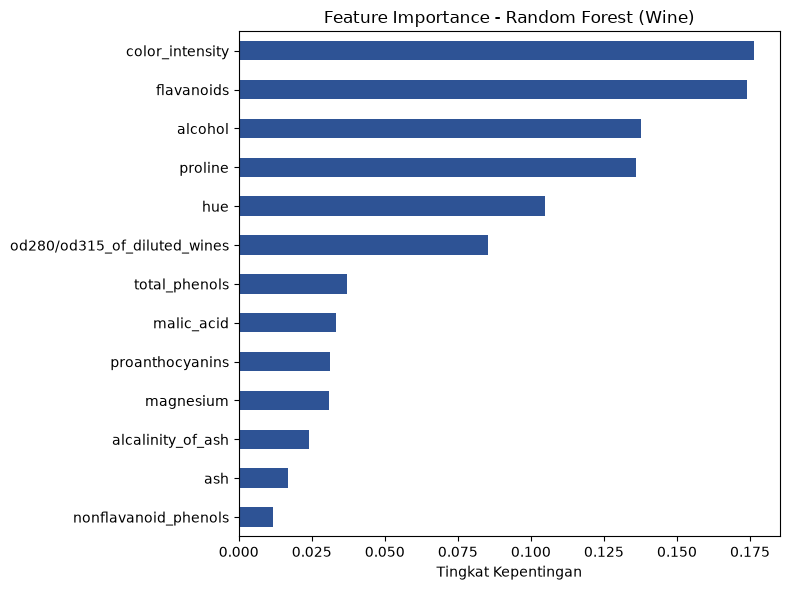 Feature Importance - Random Forest (Wine)
color_intensity
flavanoids
alcohol
proline
hue
od280/od315_of_diluted_wines
total_phenols
malic_acid
proanthocyanins
magnesium
alcalinity_of_ash
ash
nonflavanoid_phenols
0.000 0.025 0.050 0.075 0.100 0.125 0.150 0.175
Tingkat Kepentingan